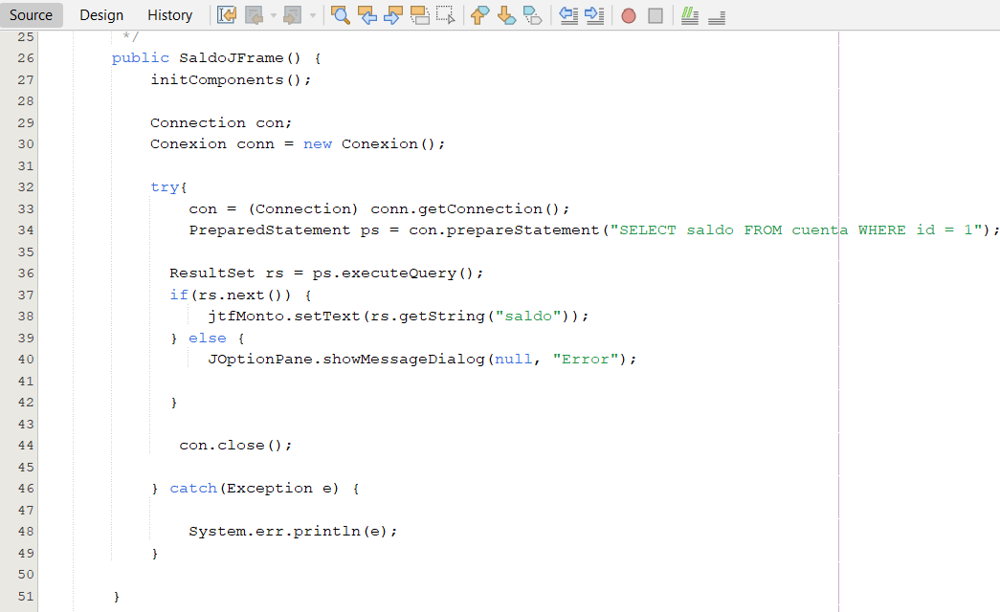 Source Design History
25 */
26 public SaldoJFrame() {
27 initComponents();
28
29 Connection con;
30 Conexion conn = new Conexion();
31
32 try{
33 con = (Connection) conn.getConnection();
34 PreparedStatement ps = con.prepareStatement("SELECT saldo FROM cuenta WHERE id = 1");
35
36 ResultSet rs = ps.executeQuery();
37 if(rs.next()) {
38 jtfMonto.setText(rs.getString("saldo"));
39 } else {
40 JOptionPane.showMessageDialog(null, "Error");
41
42 }
43
44 con.close();
45
46 } catch(Exception e) {
47
48 System.err.println(e);
49 }
50
51 }